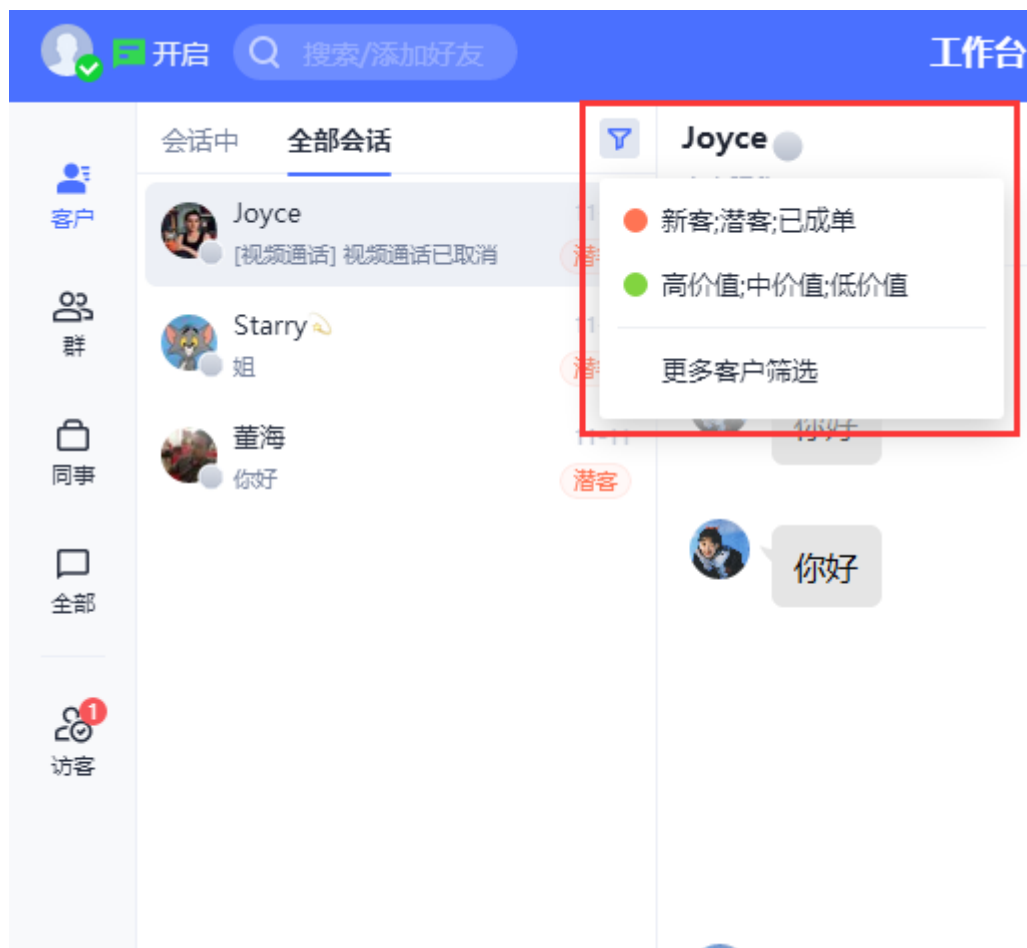 开启
搜索/添加好友
工作台
会话中
全部会话
Joyce
客户
Joyce
[视频通话] 视频通话已取消
新客;潜客;已成单
高价值;中价值;低价值
更多客户筛选
群
Starry
姐
同事
董海
你好
潜客
你好
你好
全部
1
访客